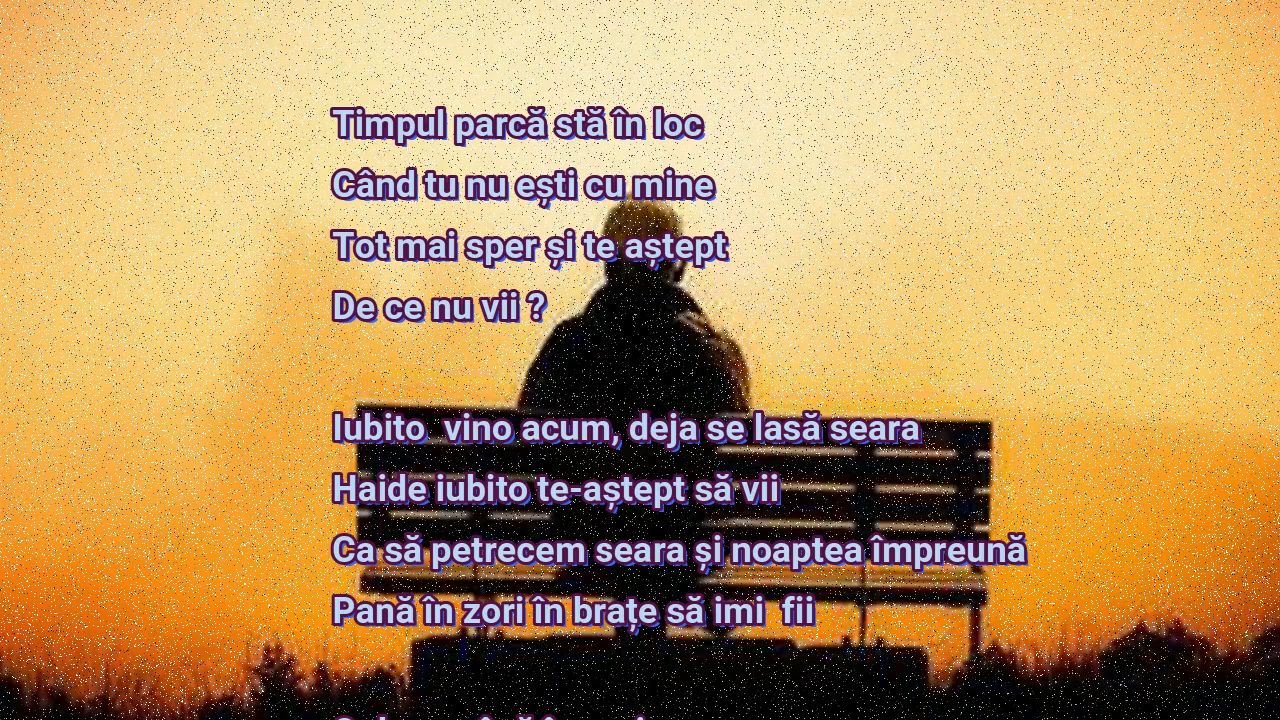 Timpul parcă stă în loc
Când tu nu ești cu mine
Tot mai sper și te aștept
De ce nu vii ?
Iubito  vino acum, deja se lasă seara
Haide iubito te-aștept să vii
Ca să petrecem seara și noaptea împreună
Pană în zori în brațe să imi  fii